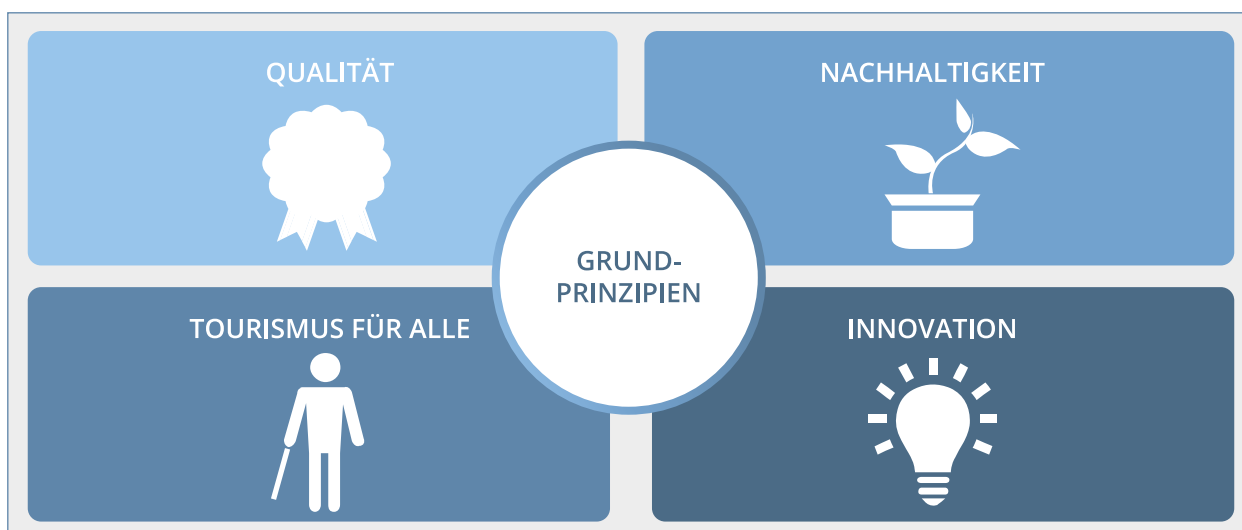 QUALITÄT
NACHHALTIGKEIT
GRUND-
PRINZIPIEN
TOURISMUS FÜR ALLE
INNOVATION